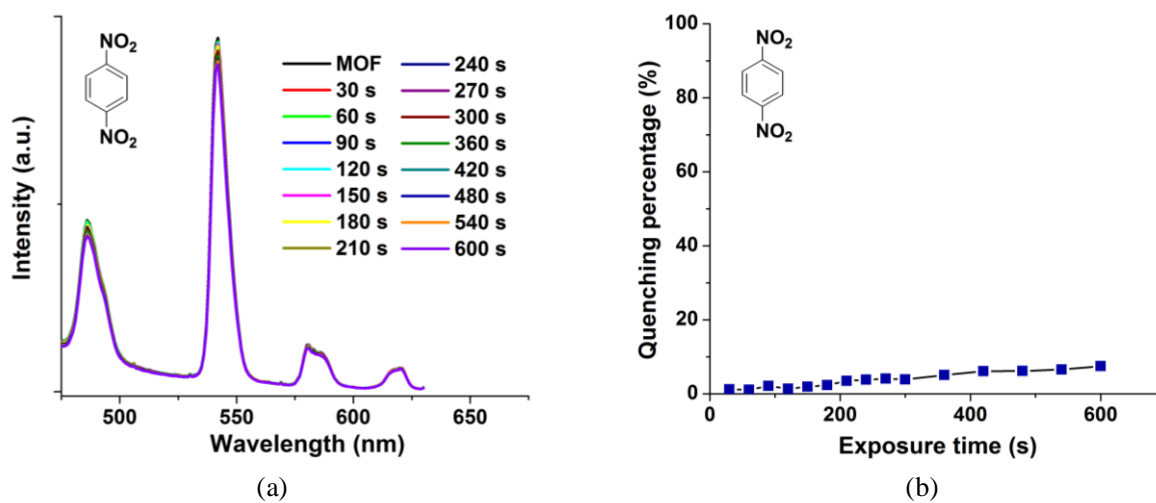 NO₂
NO₂
MOF
30 s
60 s
90 s
120 s
150 s
180 s
210 s
240 s
270 s
300 s
360 s
420 s
480 s
540 s
600 s
Intensity (a.u.)
500
550
600
650
Wavelength (nm)
(a)
NO₂
NO₂
100
80
60
40
20
0
Quenching percentage (%)
0
200
400
600
Exposure time (s)
(b)